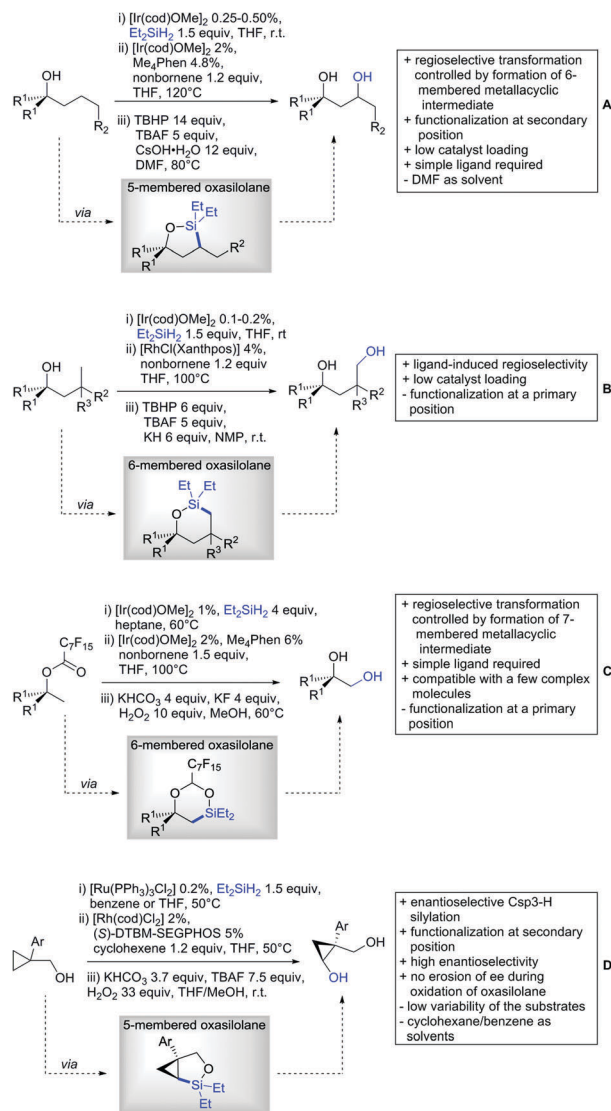 i) [Ir(cod)OMe]2 0.25-0.50%,
Et2SiH2 1.5 equiv, THF, r.t.
ii) [Ir(cod)OMe]2 2%,
Me4Phen 4.8%,
nonbornene 1.2 equiv,
THF, 120°C
iii) TBHP 14 equiv,
TBAF 5 equiv,
CsOH•H2O 12 equiv,
DMF, 80°C
OH
R1
R1
R2
OH OH
R1
R1
R2
+ regioselective transformation
controlled by formation of 6-
membered metallacyclic
intermediate
+ functionalization at secondary
position
+ low catalyst loading
+ simple ligand required
- DMF as solvent
A
via
5-membered oxasilolane
Et
Si Et
O
R1
R1
R2
i) [Ir(cod)OMe]2 0.1-0.2%,
Et2SiH2 1.5 equiv, THF, rt
ii) [RhCl(Xanthpos)] 4%,
nonbornene 1.2 equiv
THF, 100°C
iii) TBHP 6 equiv,
TBAF 5 equiv,
KH 6 equiv, NMP, r.t.
OH
R1
R1
R2
R3
OH
OH
R1
R1
R2
R3
+ ligand-induced regioselectivity
+ low catalyst loading
- functionalization at a primary
position
B
via
6-membered oxasilolane
Et Et
Si
O
R1
R1
R2
R3
i) [Ir(cod)OMe]2 1%, Et2SiH2 4 equiv,
heptane, 60°C
ii) [Ir(cod)OMe]2 2%, Me4Phen 6%
nonbornene 1.5 equiv,
THF, 100°C
iii) KHCO3 4 equiv, KF 4 equiv,
H2O2 10 equiv, MeOH, 60°C
C7F15
O
O
R1
R1
OH
R1
R1
OH
+ regioselective transformation
controlled by formation of 7-
membered metallacyclic
intermediate
+ simple ligand required
+ compatible with a few complex
molecules
- functionalization at a primary
position
C
via
6-membered oxasilolane
C7F15
O O
R1
R1
SiEt2
i) [Ru(PPh3)3Cl2] 0.2%, Et2SiH2 1.5 equiv,
benzene or THF, 50°C
ii) [Rh(cod)Cl2] 2%,
(S)-DTBM-SEGPHOS 5%
cyclohexene 1.2 equiv, THF, 50°C
iii) KHCO3 3.7 equiv, TBAF 7.5 equiv,
H2O2 33 equiv, THF/MeOH, r.t.
Ar
OH
Ar
OH
OH
+ enantioselective Csp3-H
silylation
+ functionalization at secondary
position
+ high enantioselectivity
+ no erosion of ee during
oxidation of oxasilolane
- low variability of the substrates
- cyclohexane/benzene as
solvents
D
via
5-membered oxasilolane
Ar
O
Si Et
Et